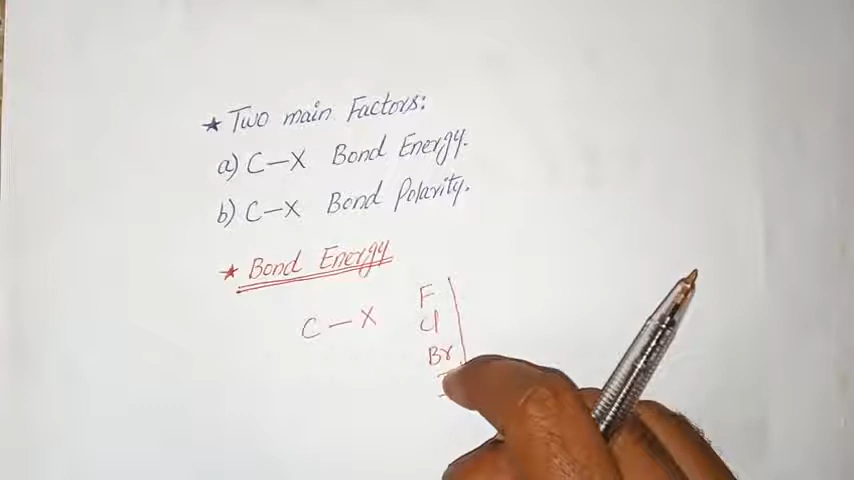 ★ Two main Factors:
a) C—X Bond Energy.
b) C—X Bond Polarity.
★ Bond Energy
C — X
F
Cl
Br